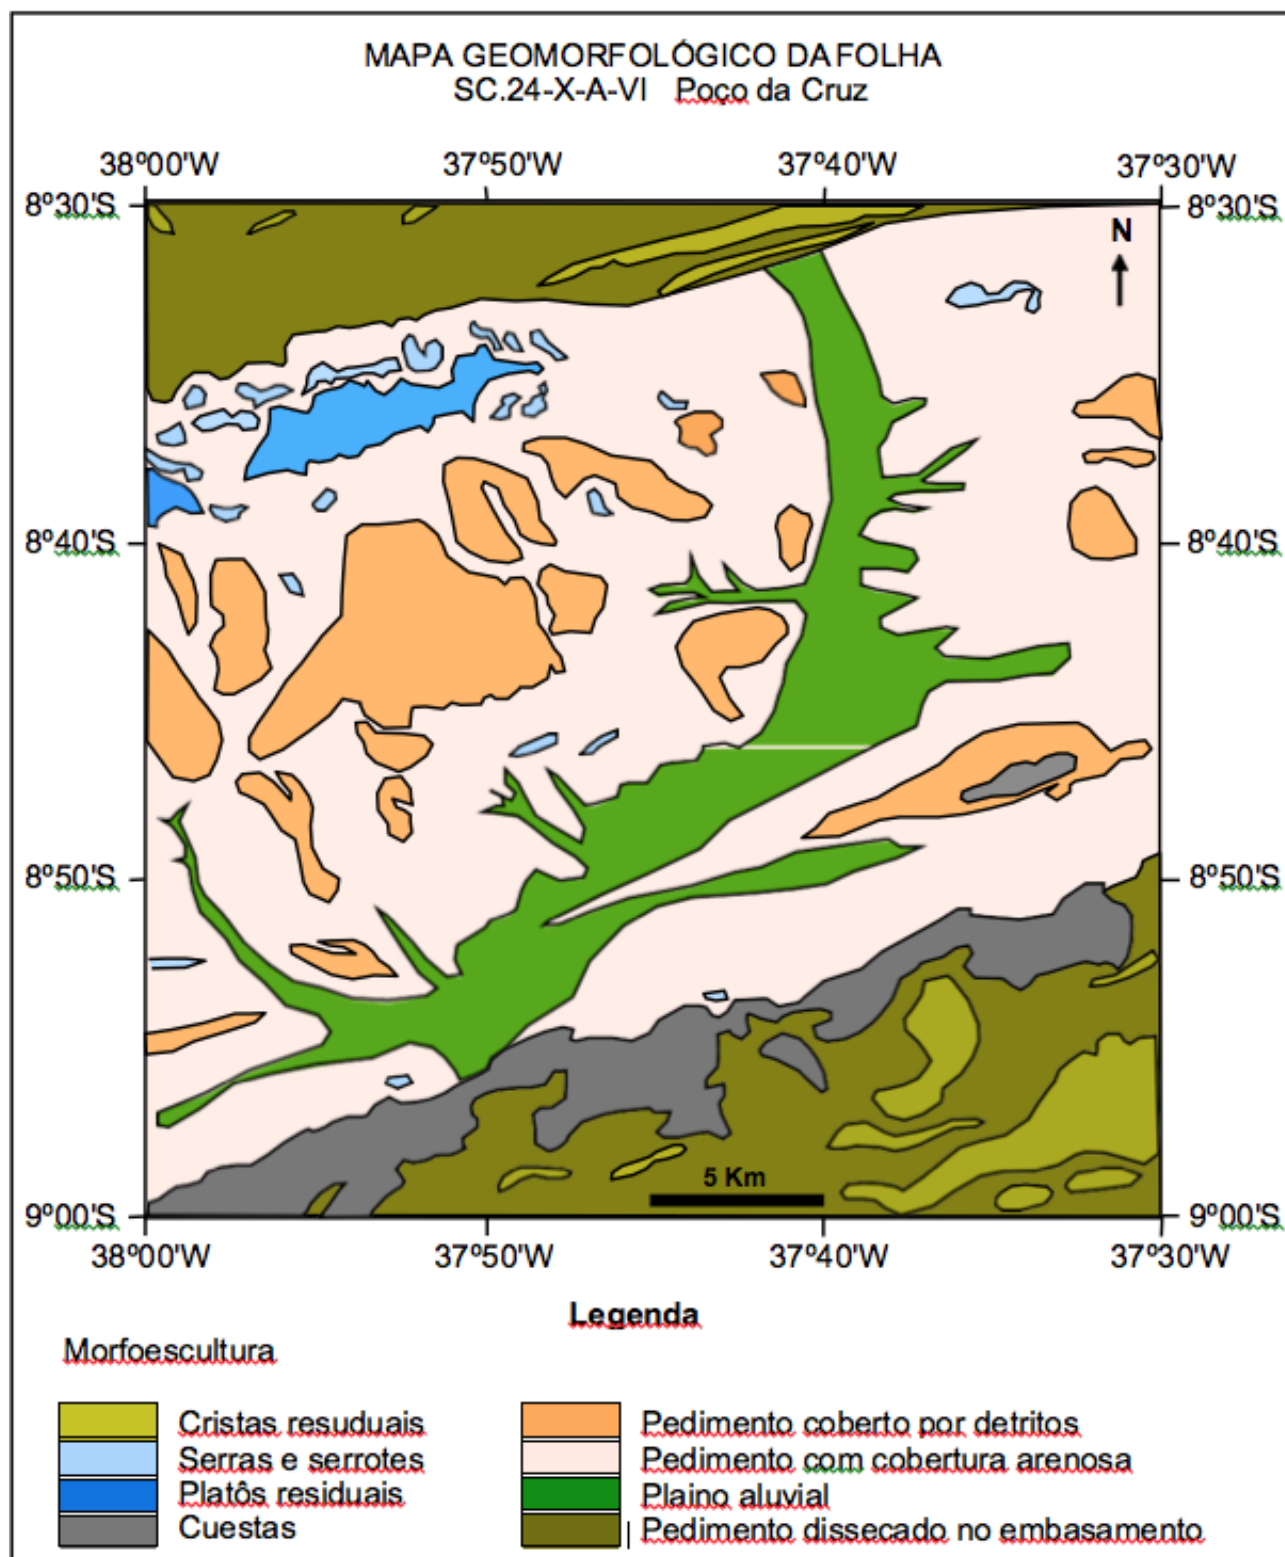 MAPA GEOMORFOLÓGICO DA FOLHA
SC.24-X-A-VI Poço da Cruz
38º00'W 37º50'W 37º40'W 37º30'W
8º30'S 8º30'S
N
8º40'S 8º40'S
8º50'S 8º50'S
5 Km
9º00'S 9º00'S
38º00'W 37º50'W 37º40'W 37º30'W
Legenda
Morfoescultura
Cristas resuduais
Serras e serrotes
Platôs residuais
Cuestas
Pedimento coberto por detritos
Pedimento com cobertura arenosa
Plaino aluvial
Pedimento dissecado no embasamento